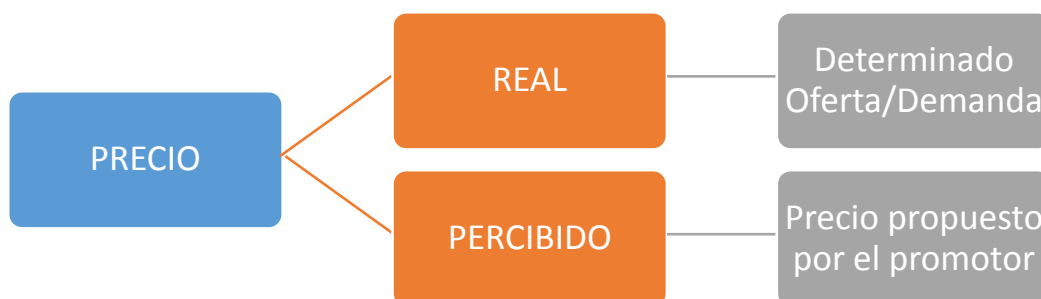 PRECIO
REAL
Determinado
Oferta/Demanda
PERCIBIDO
Precio propuesto
por el promotor